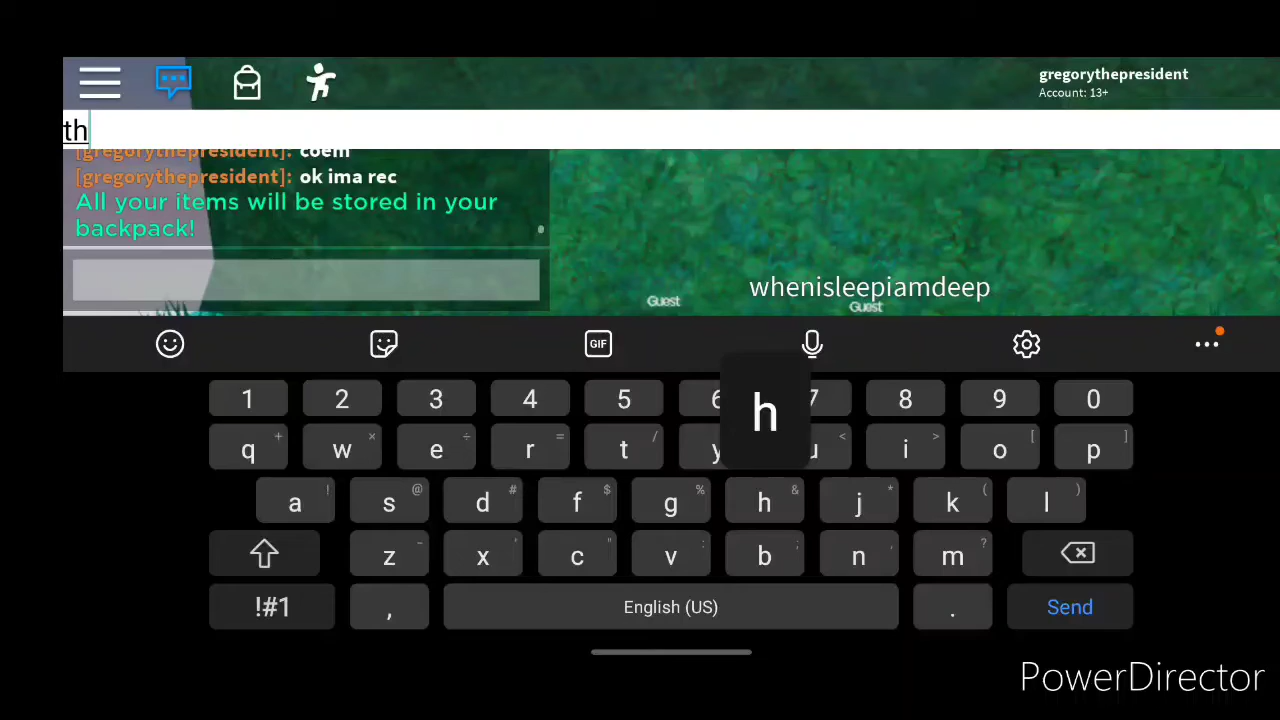 gregorythepresident
Account: 13+
th
[gregorythepresident]: coem
[gregorythepresident]: ok ima rec
All your items will be stored in your
backpack!
whenisleepiamdeep
Guest
Guest
GIF
h
1 2 3 4 5 6 7 8 9 0
q + w × e ÷ r = t / y u < i > o [ p ]
a ! s @ d # f $ g % h & j * k ( l )
z - x ' c " v : b ; n , m ?
!#1 , English (US) . Send
PowerDirector